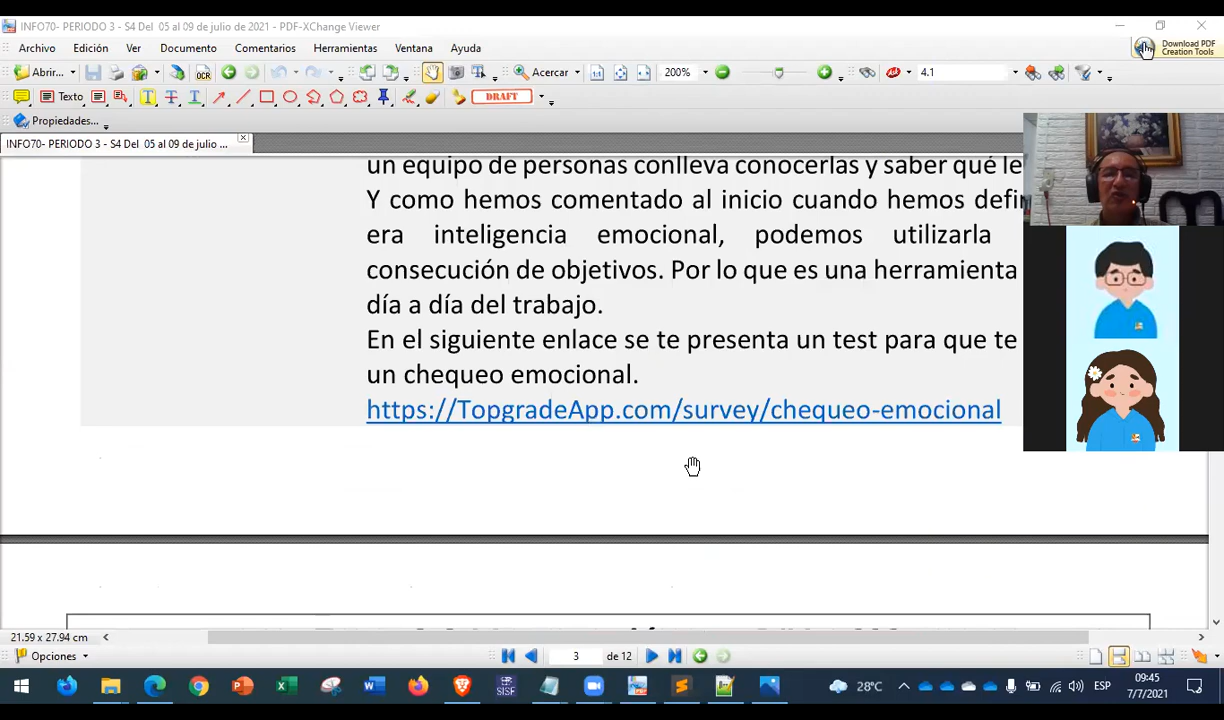 INFO70- PERIODO 3 - S4 Del  05 al 09 de julio de 2021 - PDF-XChange Viewer
Archivo Edición Ver Documento Comentarios Herramientas Ventana Ayuda
Download PDF
Creation Tools
Abrir... OCR Acercar 200% 4.1
Texto DRAFT
Propiedades...
INFO70- PERIODO 3 - S4 Del  05 al 09 de julio ...
un equipo de personas conlleva conocerlas y saber qué le
Y como hemos comentado al inicio cuando hemos defin
era inteligencia emocional, podemos utilizarla
consecución de objetivos. Por lo que es una herramienta
día a día del trabajo.
En el siguiente enlace se te presenta un test para que te
un chequeo emocional.
https://TopgradeApp.com/survey/chequeo-emocional
21.59 x 27.94 cm
Opciones 3 de 12
SISF 28°C ESP 09:45
7/7/2021